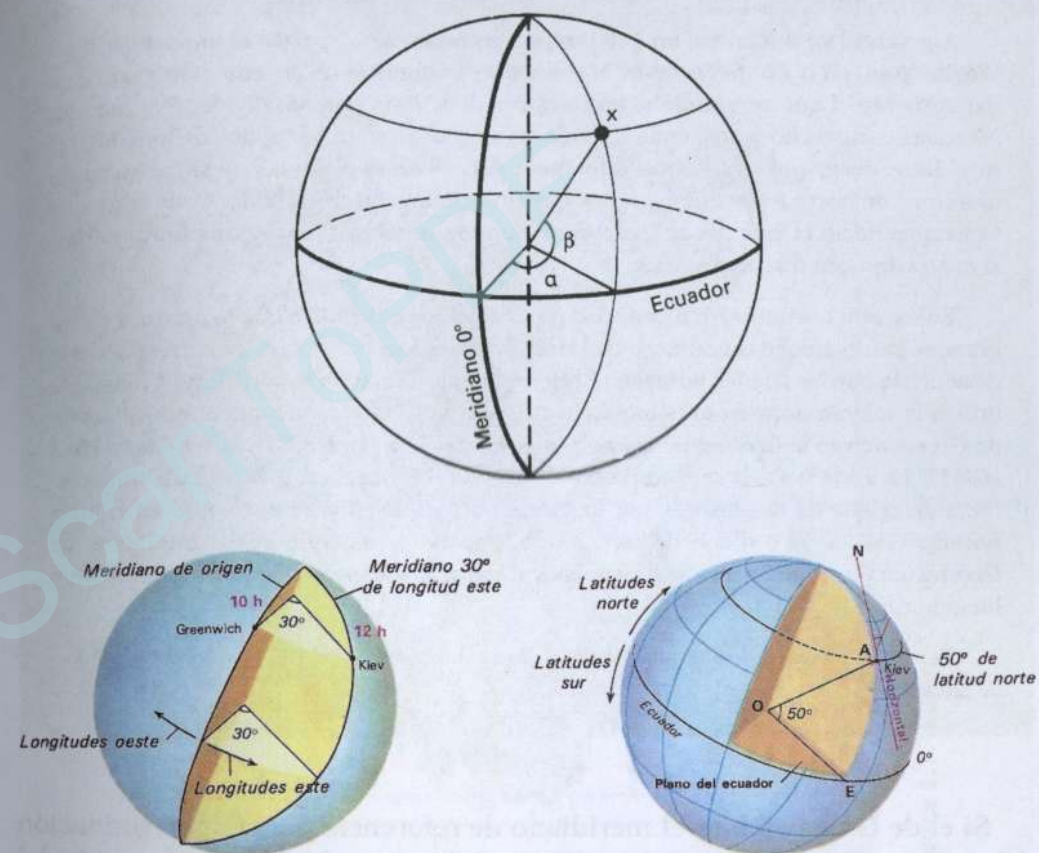 x
β
α
Ecuador
Meridiano 0°
Meridiano de origen
Meridiano 30°
de longitud este
10 h
30°
Greenwich
12 h
Kiev
30°
Longitudes oeste
Longitudes este
N
Latitudes
norte
Latitudes
sur
A
Kiev
50° de
latitud norte
O
50°
Horizontal
Ecuador
0°
Plano del ecuador
E
Si el de el meridiano de referencia